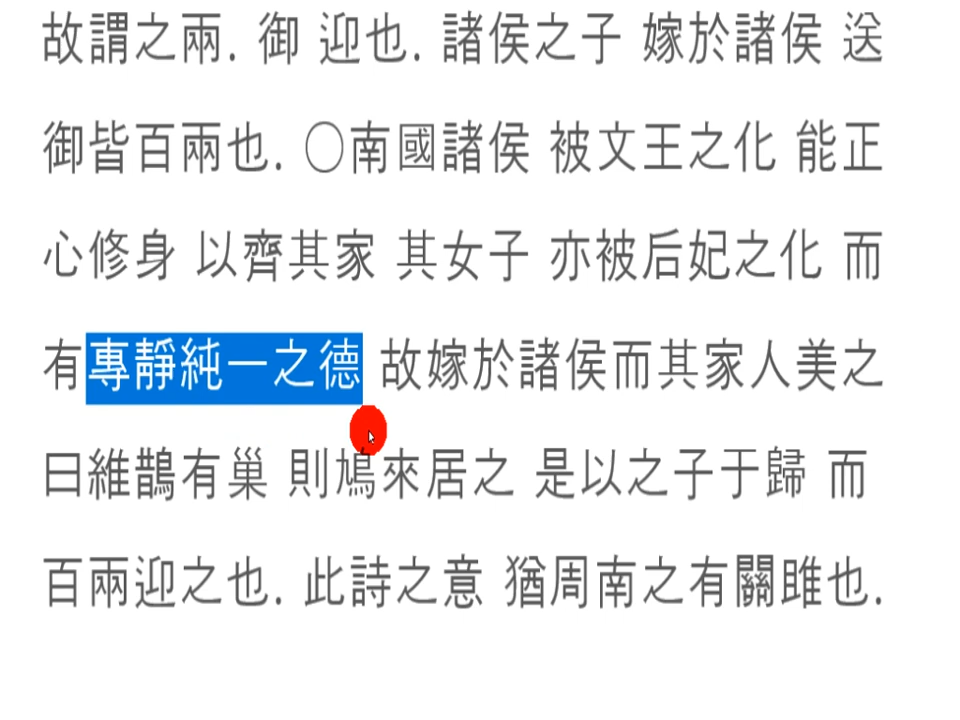 故謂之兩. 御 迎也. 諸侯之子 嫁於諸侯 送
御皆百兩也. ○南國諸侯 被文王之化 能正
心修身 以齊其家 其女子 亦被后妃之化 而
有專靜純一之德 故嫁於諸侯而其家人美之
曰維鵲有巢 則鳩來居之 是以之子于歸 而
百兩迎之也. 此詩之意 猶周南之有關雎也.